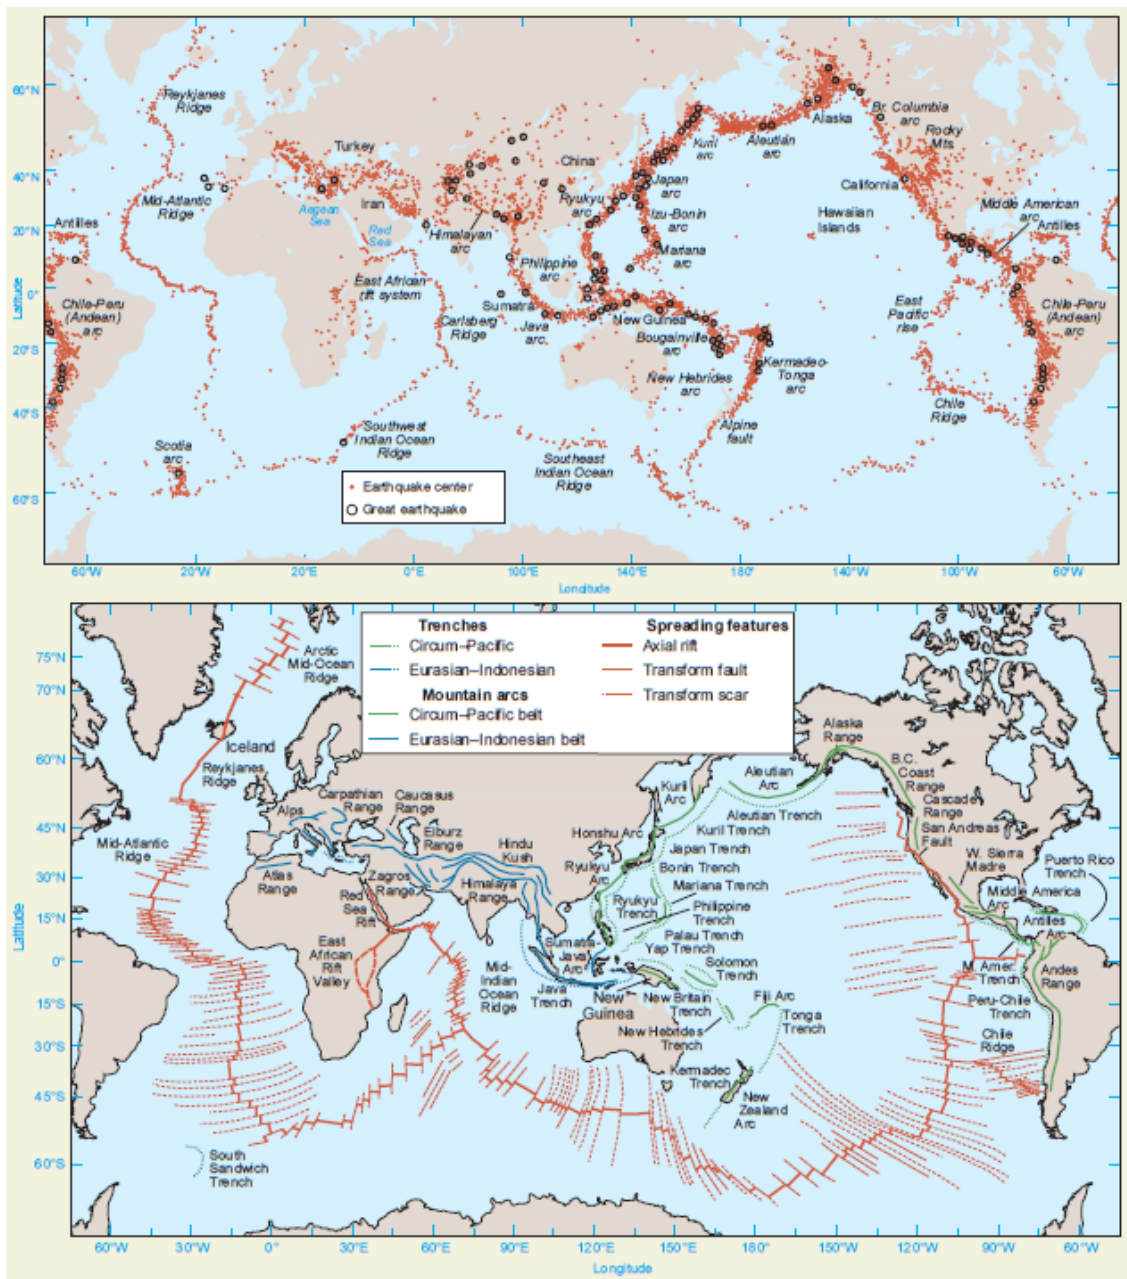 60°N
40°N
20°N
0°
20°S
40°S
60°S
Latitude
Reykjanes
Ridge
Mid-Atlantic
Ridge
Antilles
Chile-Peru
(Andean)
arc
Scotia
arc
Turkey
Aegean
Sea
Iran
Red
Sea
East African
rift system
Carlsberg
Ridge
Southwest
Indian Ocean
Ridge
Himalayan
arc
China
Sumatra
Java
arc
Philippine
arc
Ryukyu
arc
Kuril
arc
Japan
arc
Izu-Bonin
arc
Mariana
arc
New Guinea
Bougainville
arc
New Hebrides
arc
Kermadeo-
Tonga
arc
Alpine
fault
Southeast
Indian Ocean
Ridge
Aleutian
arc
Alaska
Br. Columbia
arc
Rocky
Mts.
California
Hawaiian
Islands
Middle American
arc
Antilles
East
Pacific
rise
Chile-Peru
(Andean)
arc
Chile
Ridge
Earthquake center
Great earthquake
60°W
20°W
20°E
0°E
100°E
140°E
180°
140°W
100°W
60°W
Longitude
Trenches
Circum–Pacific
Eurasian–Indonesian
Mountain arcs
Circum–Pacific belt
Eurasian–Indonesian belt
Spreading features
Axial rift
Transform fault
Transform scar
75°N
70°N
60°N
45°N
30°N
15°N
0°
15°S
30°S
45°S
60°S
Latitude
Arctic
Mid-Ocean
Ridge
Iceland
Reykjanes
Ridge
Mid-Atlantic
Ridge
Alps
Carpathian
Range
Caucasus
Range
Elburz
Range
Hindu
Kush
Atlas
Range
Zagros
Range
Red
Sea
Rift
Himalaya
Range
East
African
Rift
Valley
Mid-
Indian
Ocean
Ridge
South
Sandwich
Trench
Sumatra-
Java
Arc
Java
Trench
New
Guinea
Honshu Arc
Ryukyu
Arc
Kuril
Arc
Aleutian
Arc
Aleutian Trench
Kuril Trench
Japan Trench
Bonin Trench
Mariana Trench
Ryukyu
Trench
Philippine
Trench
Palau Trench
Yap Trench
Solomon
Trench
New Britain
Trench
New Hebrides
Trench
Fiji Arc
Tonga
Trench
Kermadec
Trench
New
Zealand
Arc
Alaska
Range
B.C.
Coast
Range
Cascade
Range
San Andreas
Fault
W. Sierra
Madre
Puerto Rico
Trench
Middle America
Arc
Antilles
Arc
M. Amer.
Trench
Andes
Range
Peru-Chile
Trench
Chile
Ridge
60°W
30°W
0°
30°E
60°E
90°E
120°E
150°E
180°E
150°W
120°W
90°W
60°W
Longitude